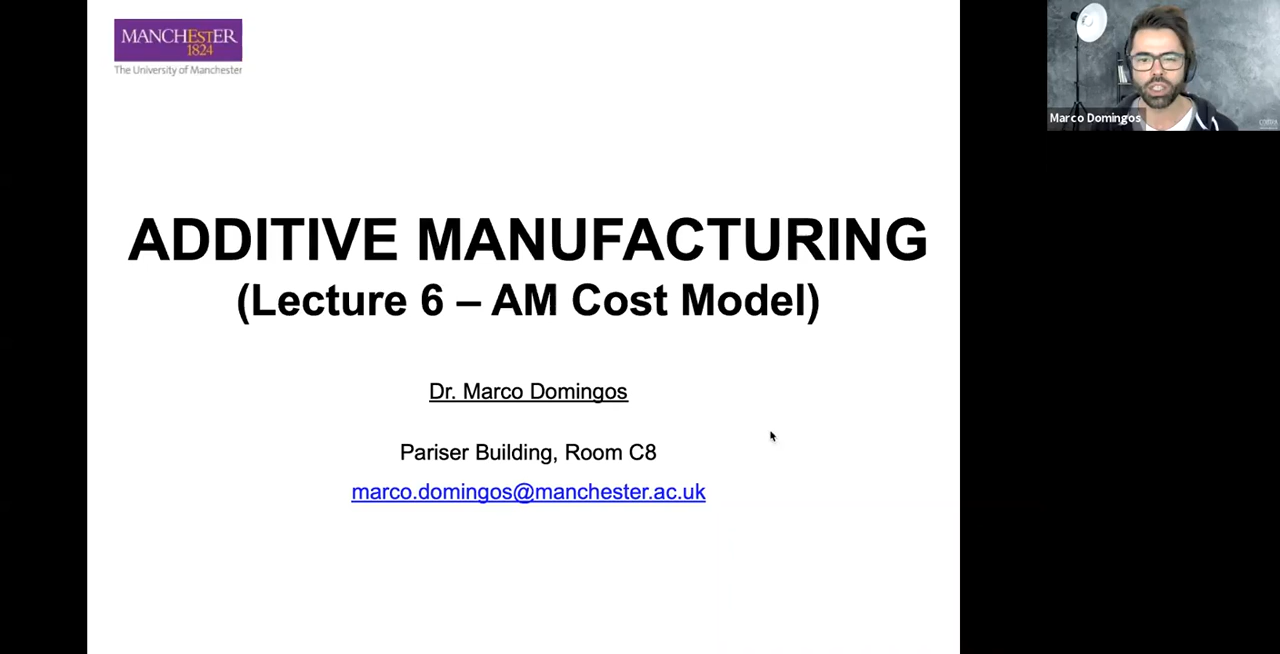 MANCHESTER
1824
The University of Manchester
Marco Domingos
ADDITIVE MANUFACTURING
(Lecture 6 – AM Cost Model)
Dr. Marco Domingos
Pariser Building, Room C8
marco.domingos@manchester.ac.uk